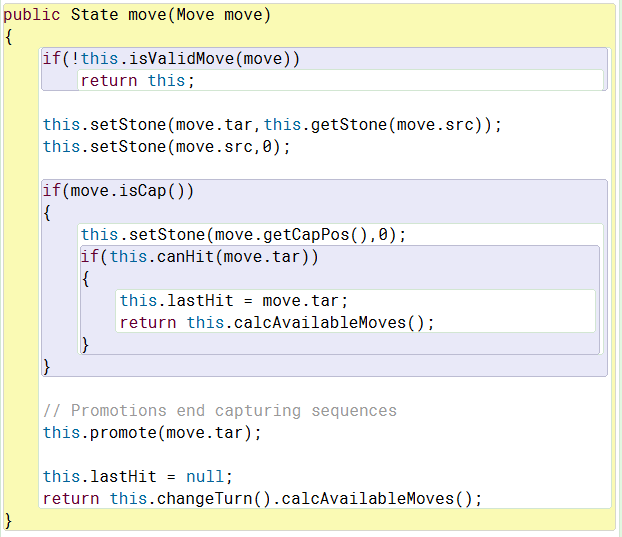 public State move(Move move)
{
if(!this.isValidMove(move))
return this;
this.setStone(move.tar,this.getStone(move.src));
this.setStone(move.src,0);
if(move.isCap())
{
this.setStone(move.getCapPos(),0);
if(this.canHit(move.tar))
{
this.lastHit = move.tar;
return this.calcAvailableMoves();
}
}
// Promotions end capturing sequences
this.promote(move.tar);
this.lastHit = null;
return this.changeTurn().calcAvailableMoves();
}